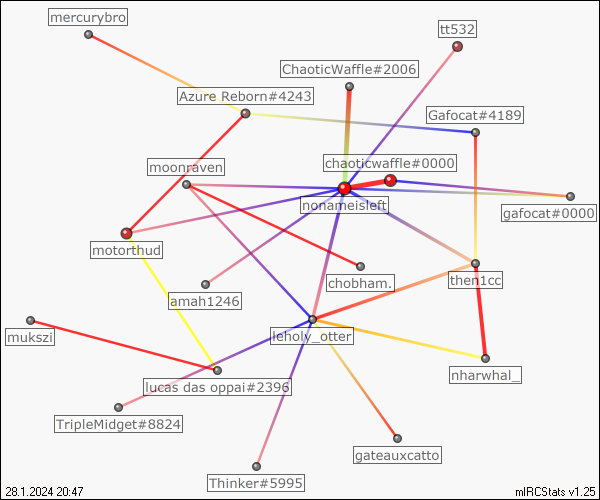 mercurybro
tt532
ChaoticWaffle#2006
Azure Reborn#4243
Gafocat#4189
chaoticwaffle#0000
moonraven
nonameisleft
gafocat#0000
motorthud
chobham.
then1cc
amah1246
mukszi
leholy_otter
nharwhal_
lucas das oppai#2396
TripleMidget#8824
gateauxcatto
Thinker#5995
28.1.2024 20:47
mIRCStats v1.25